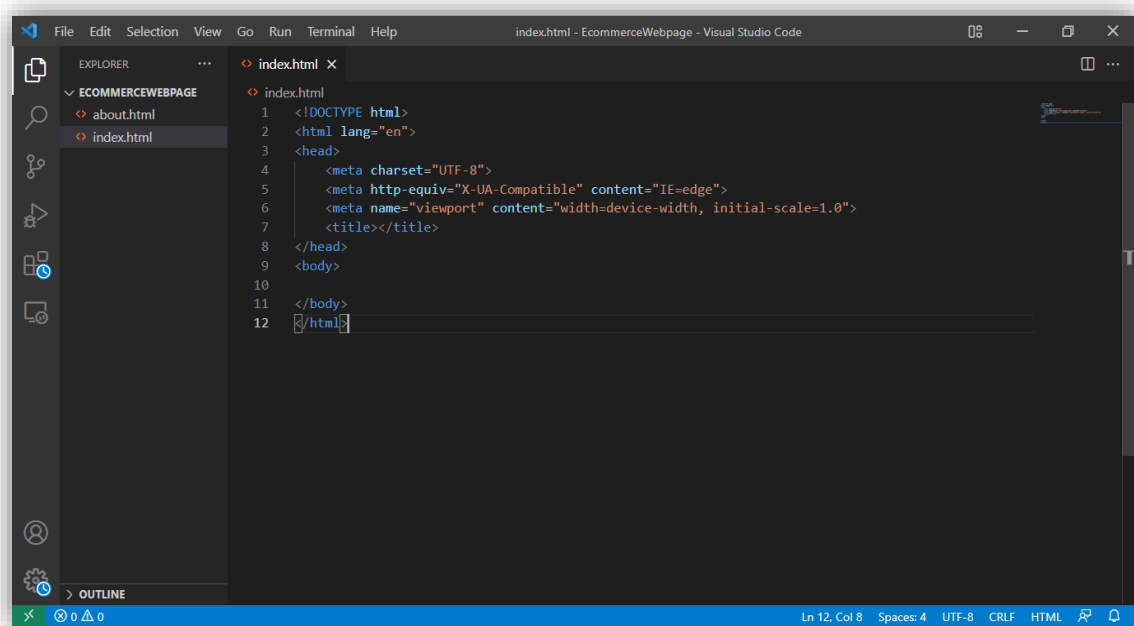 File Edit Selection View Go Run Terminal Help index.html - EcommerceWebpage - Visual Studio Code
EXPLORER ···
ECOMMERCEWEBPAGE
about.html
index.html
index.html
index.html
1 <!DOCTYPE html>
2 <html lang="en">
3 <head>
4 <meta charset="UTF-8">
5 <meta http-equiv="X-UA-Compatible" content="IE=edge">
6 <meta name="viewport" content="width=device-width, initial-scale=1.0">
7 <title></title>
8 </head>
9 <body>
10
11 </body>
12 </html>
OUTLINE
0 0 Ln 12, Col 8 Spaces: 4 UTF-8 CRLF HTML
T